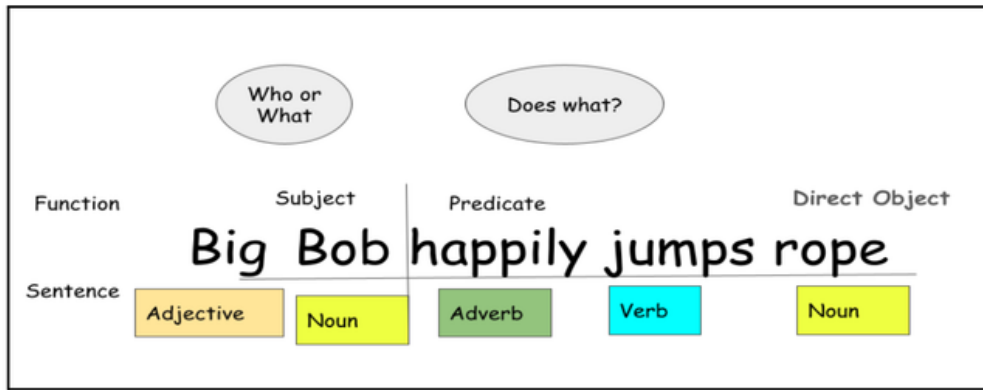 Who or
What
Does what?
Function
Subject
Predicate
Direct Object
Big Bob happily jumps rope
Sentence
Adjective
Noun
Adverb
Verb
Noun